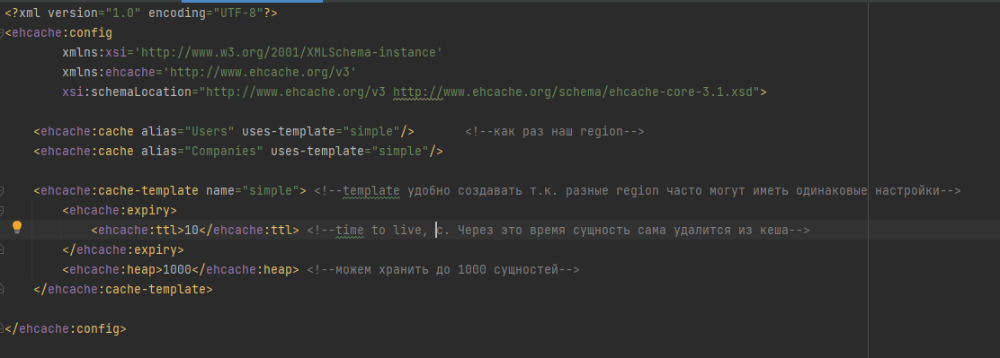 <?xml version="1.0" encoding="UTF-8"?>
<ehcache:config
xmlns:xsi='http://www.w3.org/2001/XMLSchema-instance'
xmlns:ehcache='http://www.ehcache.org/v3'
xsi:schemaLocation="http://www.ehcache.org/v3 http://www.ehcache.org/schema/ehcache-core-3.1.xsd">
<ehcache:cache alias="Users" uses-template="simple"/> <!--как раз наш region-->
<ehcache:cache alias="Companies" uses-template="simple"/>
<ehcache:cache-template name="simple"> <!--template удобно создавать т.к. разные region часто могут иметь одинаковые настройки-->
<ehcache:expiry>
<ehcache:ttl>10</ehcache:ttl> <!--time to live, с. Через это время сущность сама удалится из кеша-->
</ehcache:expiry>
<ehcache:heap>1000</ehcache:heap> <!--можем хранить до 1000 сущностей-->
</ehcache:cache-template>
</ehcache:config>